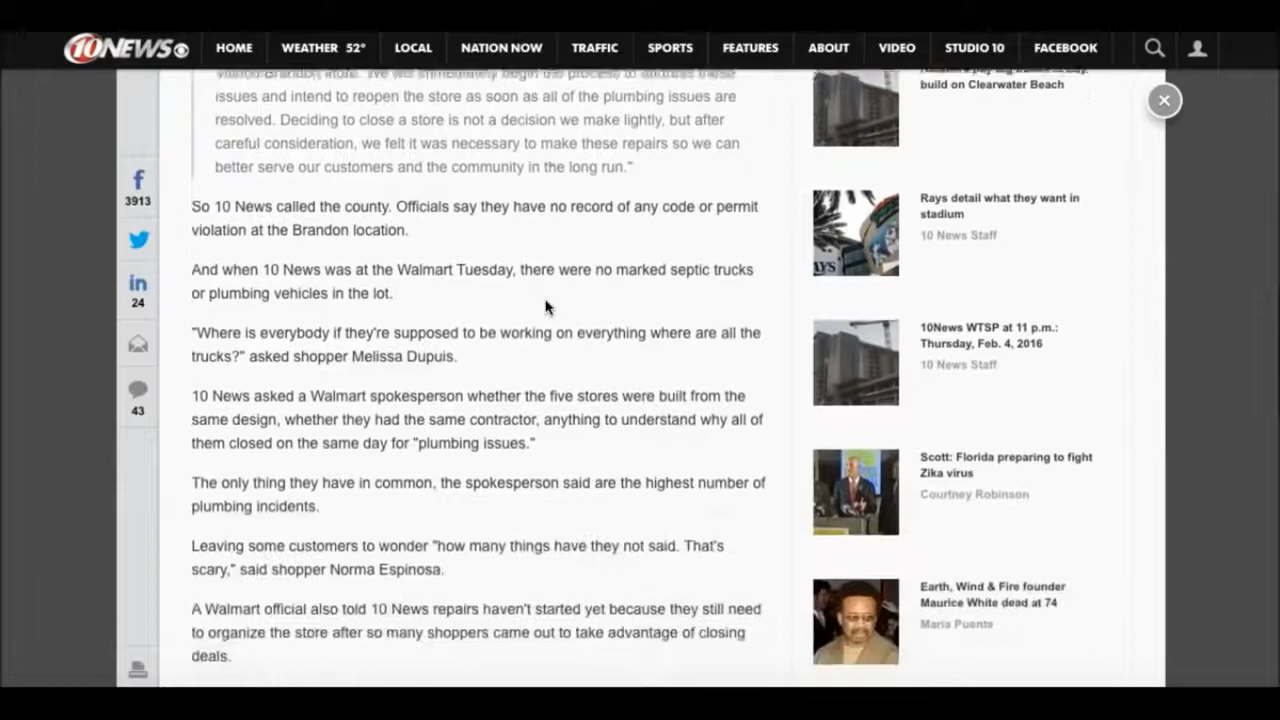 10NEWS
HOME
WEATHER 52°
LOCAL
NATION NOW
TRAFFIC
SPORTS
FEATURES
ABOUT
VIDEO
STUDIO 10
FACEBOOK
issues and intend to reopen the store as soon as all of the plumbing issues are
resolved. Deciding to close a store is not a decision we make lightly, but after
careful consideration, we felt it was necessary to make these repairs so we can
better serve our customers and the community in the long run."
So 10 News called the county. Officials say they have no record of any code or permit
violation at the Brandon location.
And when 10 News was at the Walmart Tuesday, there were no marked septic trucks
or plumbing vehicles in the lot.
"Where is everybody if they're supposed to be working on everything where are all the
trucks?" asked shopper Melissa Dupuis.
10 News asked a Walmart spokesperson whether the five stores were built from the
same design, whether they had the same contractor, anything to understand why all of
them closed on the same day for "plumbing issues."
The only thing they have in common, the spokesperson said are the highest number of
plumbing incidents.
Leaving some customers to wonder "how many things have they not said. That's
scary," said shopper Norma Espinosa.
A Walmart official also told 10 News repairs haven't started yet because they still need
to organize the store after so many shoppers came out to take advantage of closing
deals.
3913
24
43
build on Clearwater Beach
Rays detail what they want in
stadium
10 News Staff
10News WTSP at 11 p.m.:
Thursday, Feb. 4, 2016
10 News Staff
Scott: Florida preparing to fight
Zika virus
Courtney Robinson
Earth, Wind & Fire founder
Maurice White dead at 74
Maria Puente